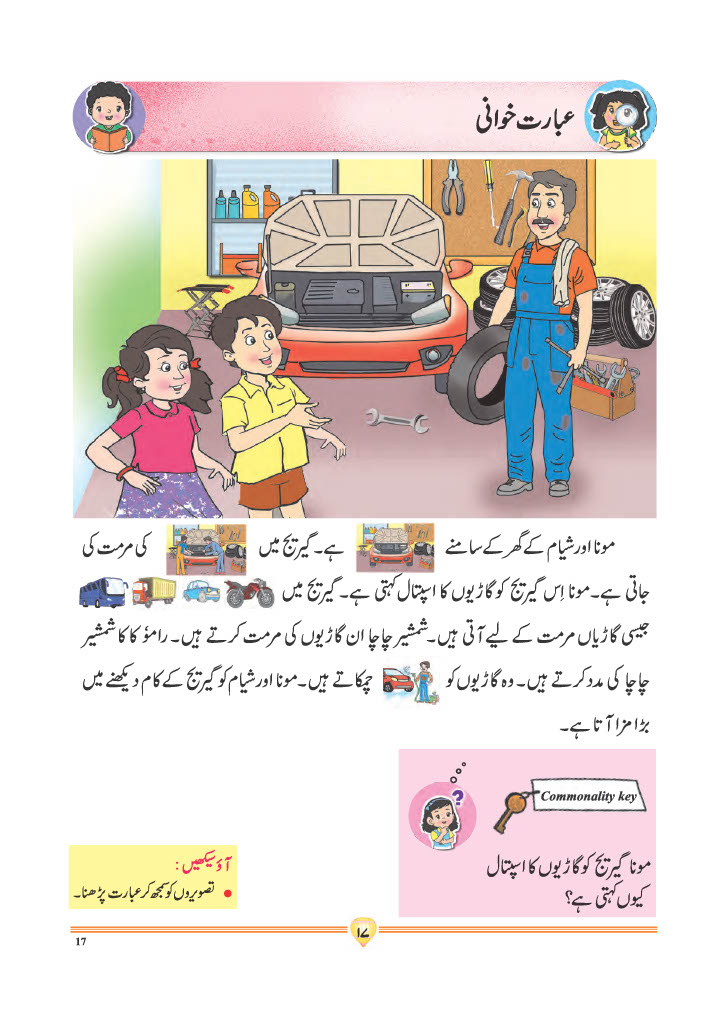 عبارت خوانی
مونا اور شیام کے گھر کے سامنے ہے۔ گیریج میں کی مرمت کی
جاتی ہے۔ مونا اِس گیریج کو گاڑیوں کا اسپتال کہتی ہے۔ گیریج میں
جیسی گاڑیاں مرمت کے لیے آتی ہیں۔ شمشیر چاچا ان گاڑیوں کی مرمت کرتے ہیں۔ رامؤ کاکا شمشیر
چاچا کی مدد کرتے ہیں۔ وہ گاڑیوں کو چمکاتے ہیں۔ مونا اور شیام کو گیریج کے کام دیکھنے میں
بڑا مزا آتا ہے۔
?
Commonality key
مونا گیریج کو گاڑیوں کا اسپتال
کیوں کہتی ہے؟
آؤ سیکھیں :
• تصویروں کو سمجھ کر عبارت پڑھنا۔
۱۷
17